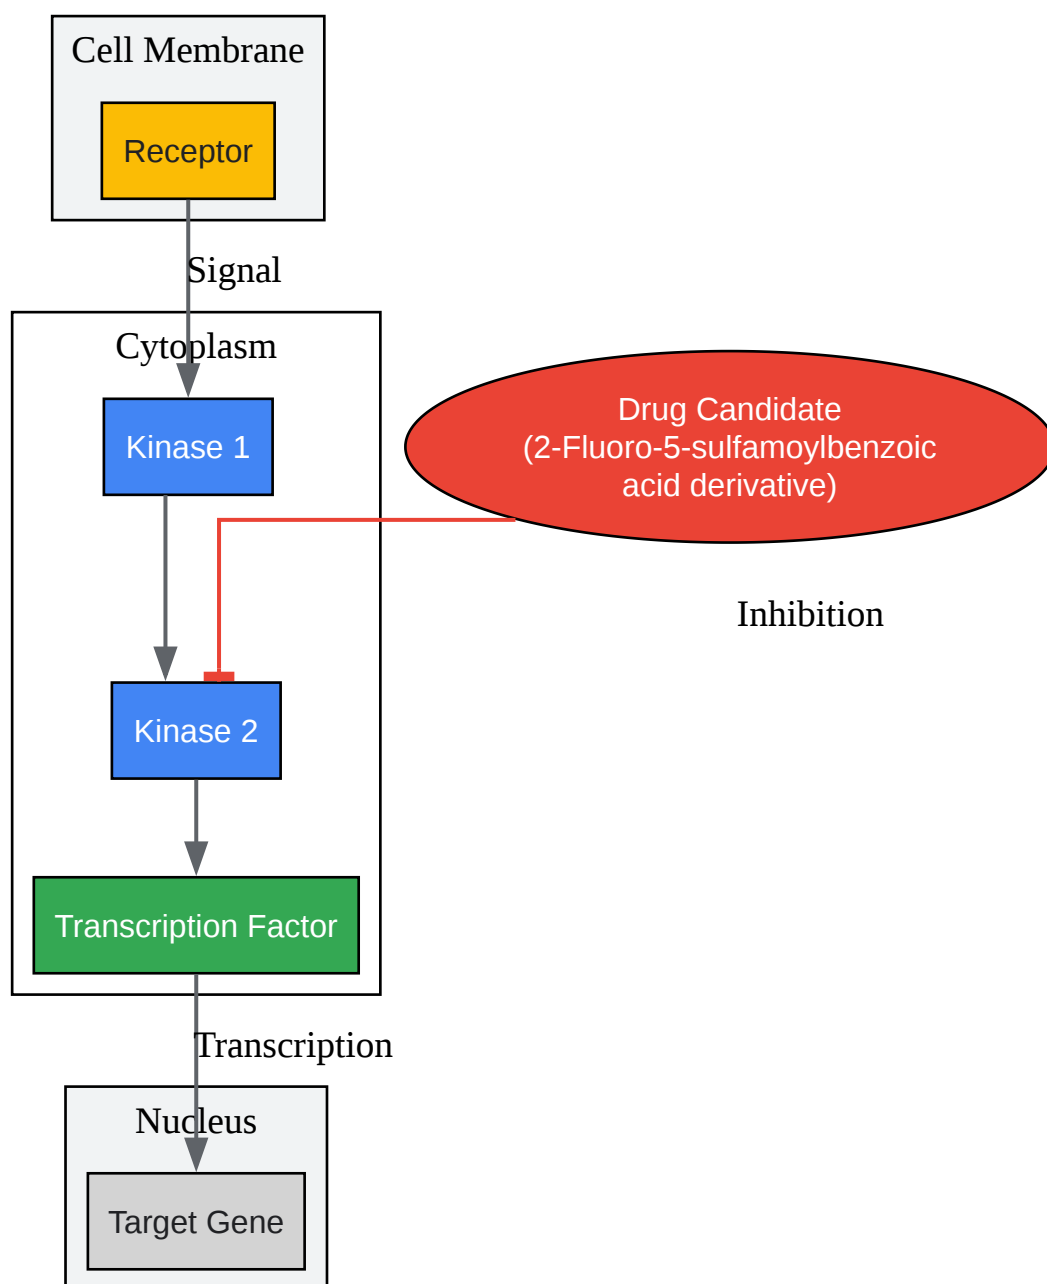 Cell Membrane
Receptor
Signal
Cytoplasm
Kinase 1
Drug Candidate
(2-Fluoro-5-sulfamoylbenzoic
acid derivative)
Inhibition
Kinase 2
Transcription Factor
Transcription
Nucleus
Target Gene